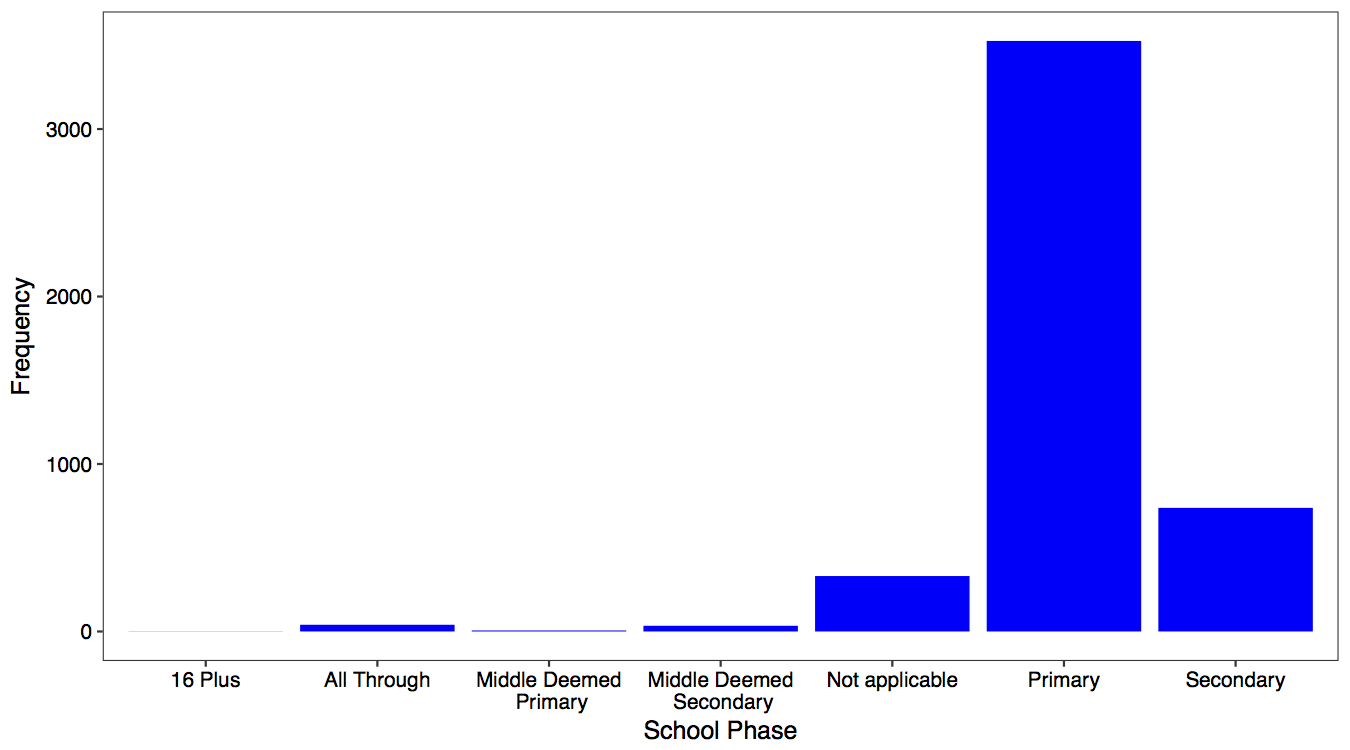 Frequency
3000
2000
1000
0
16 Plus
All Through
Middle Deemed
Primary
Middle Deemed
Secondary
Not applicable
Primary
Secondary
School Phase